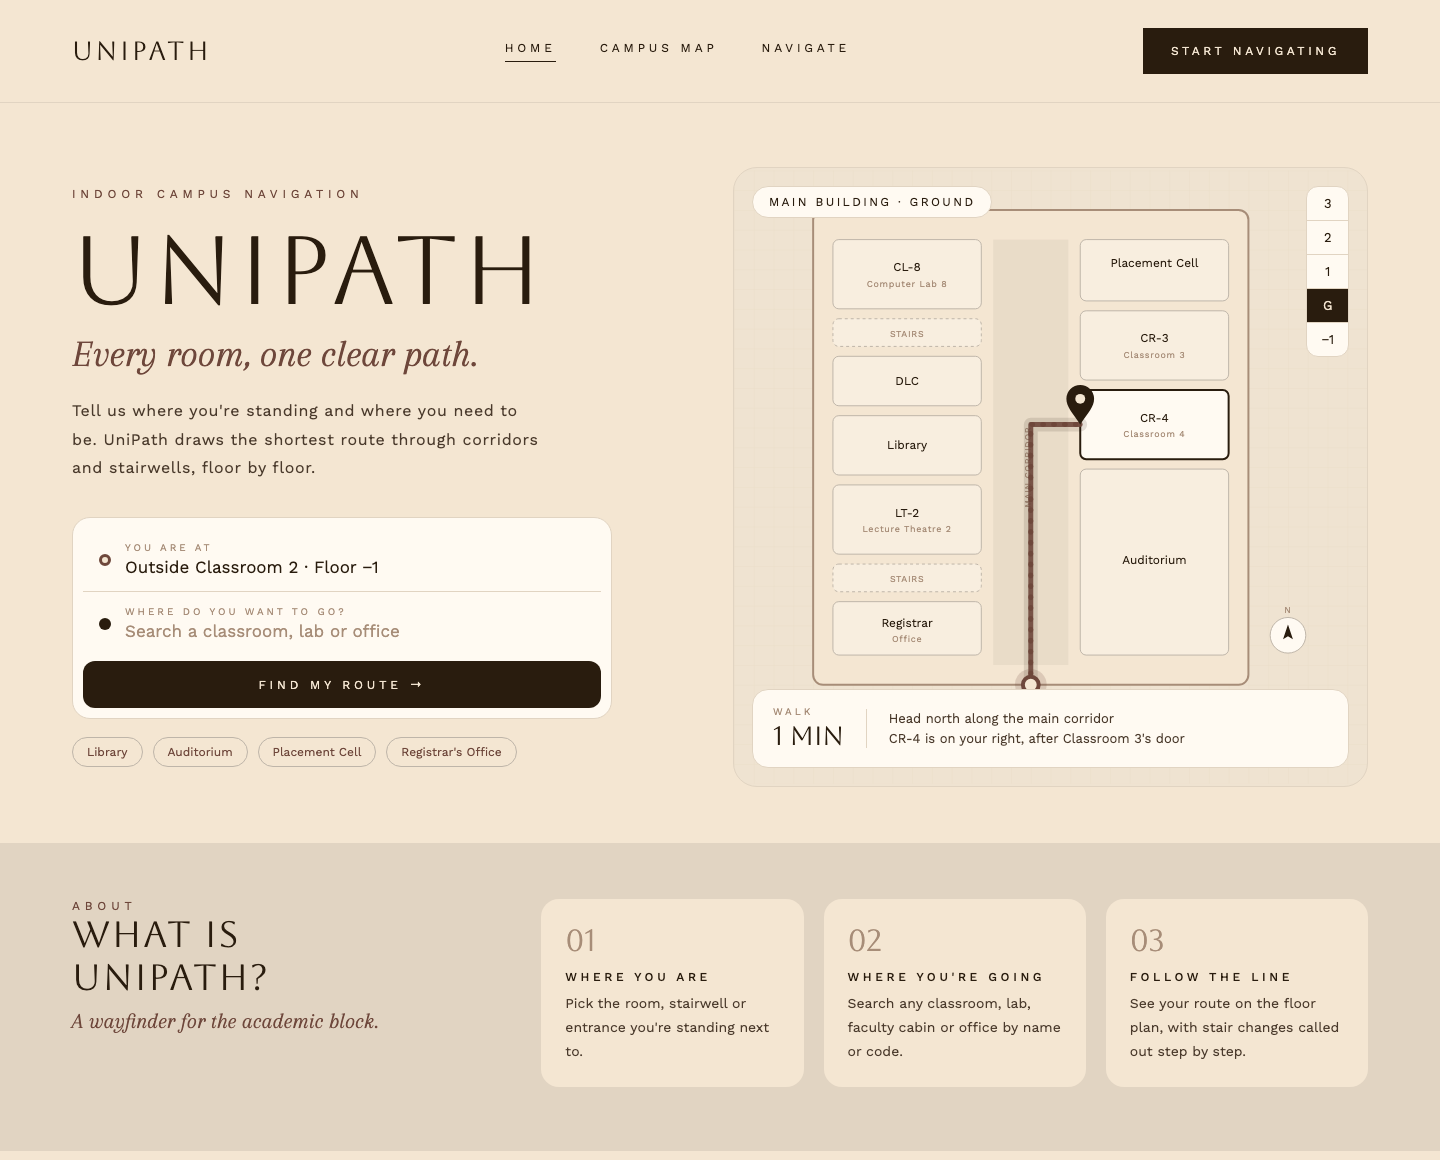 UNIPATH
HOME
CAMPUS MAP
NAVIGATE
START NAVIGATING
INDOOR CAMPUS NAVIGATION
UNIPATH
Every room, one clear path.
Tell us where you're standing and where you need to
be. UniPath draws the shortest route through corridors
and stairwells, floor by floor.
YOU ARE AT
Outside Classroom 2 · Floor −1
WHERE DO YOU WANT TO GO?
Search a classroom, lab or office
FIND MY ROUTE →
Library
Auditorium
Placement Cell
Registrar's Office
MAIN BUILDING · GROUND
3
2
1
G
−1
CL-8
Computer Lab 8
STAIRS
DLC
Library
LT-2
Lecture Theatre 2
STAIRS
Registrar
Office
MAIN CORRIDOR
Placement Cell
CR-3
Classroom 3
CR-4
Classroom 4
Auditorium
N
WALK
1 MIN
Head north along the main corridor
CR-4 is on your right, after Classroom 3's door
ABOUT
WHAT IS
UNIPATH?
A wayfinder for the academic block.
01
WHERE YOU ARE
Pick the room, stairwell or
entrance you're standing next
to.
02
WHERE YOU'RE GOING
Search any classroom, lab,
faculty cabin or office by name
or code.
03
FOLLOW THE LINE
See your route on the floor
plan, with stair changes called
out step by step.